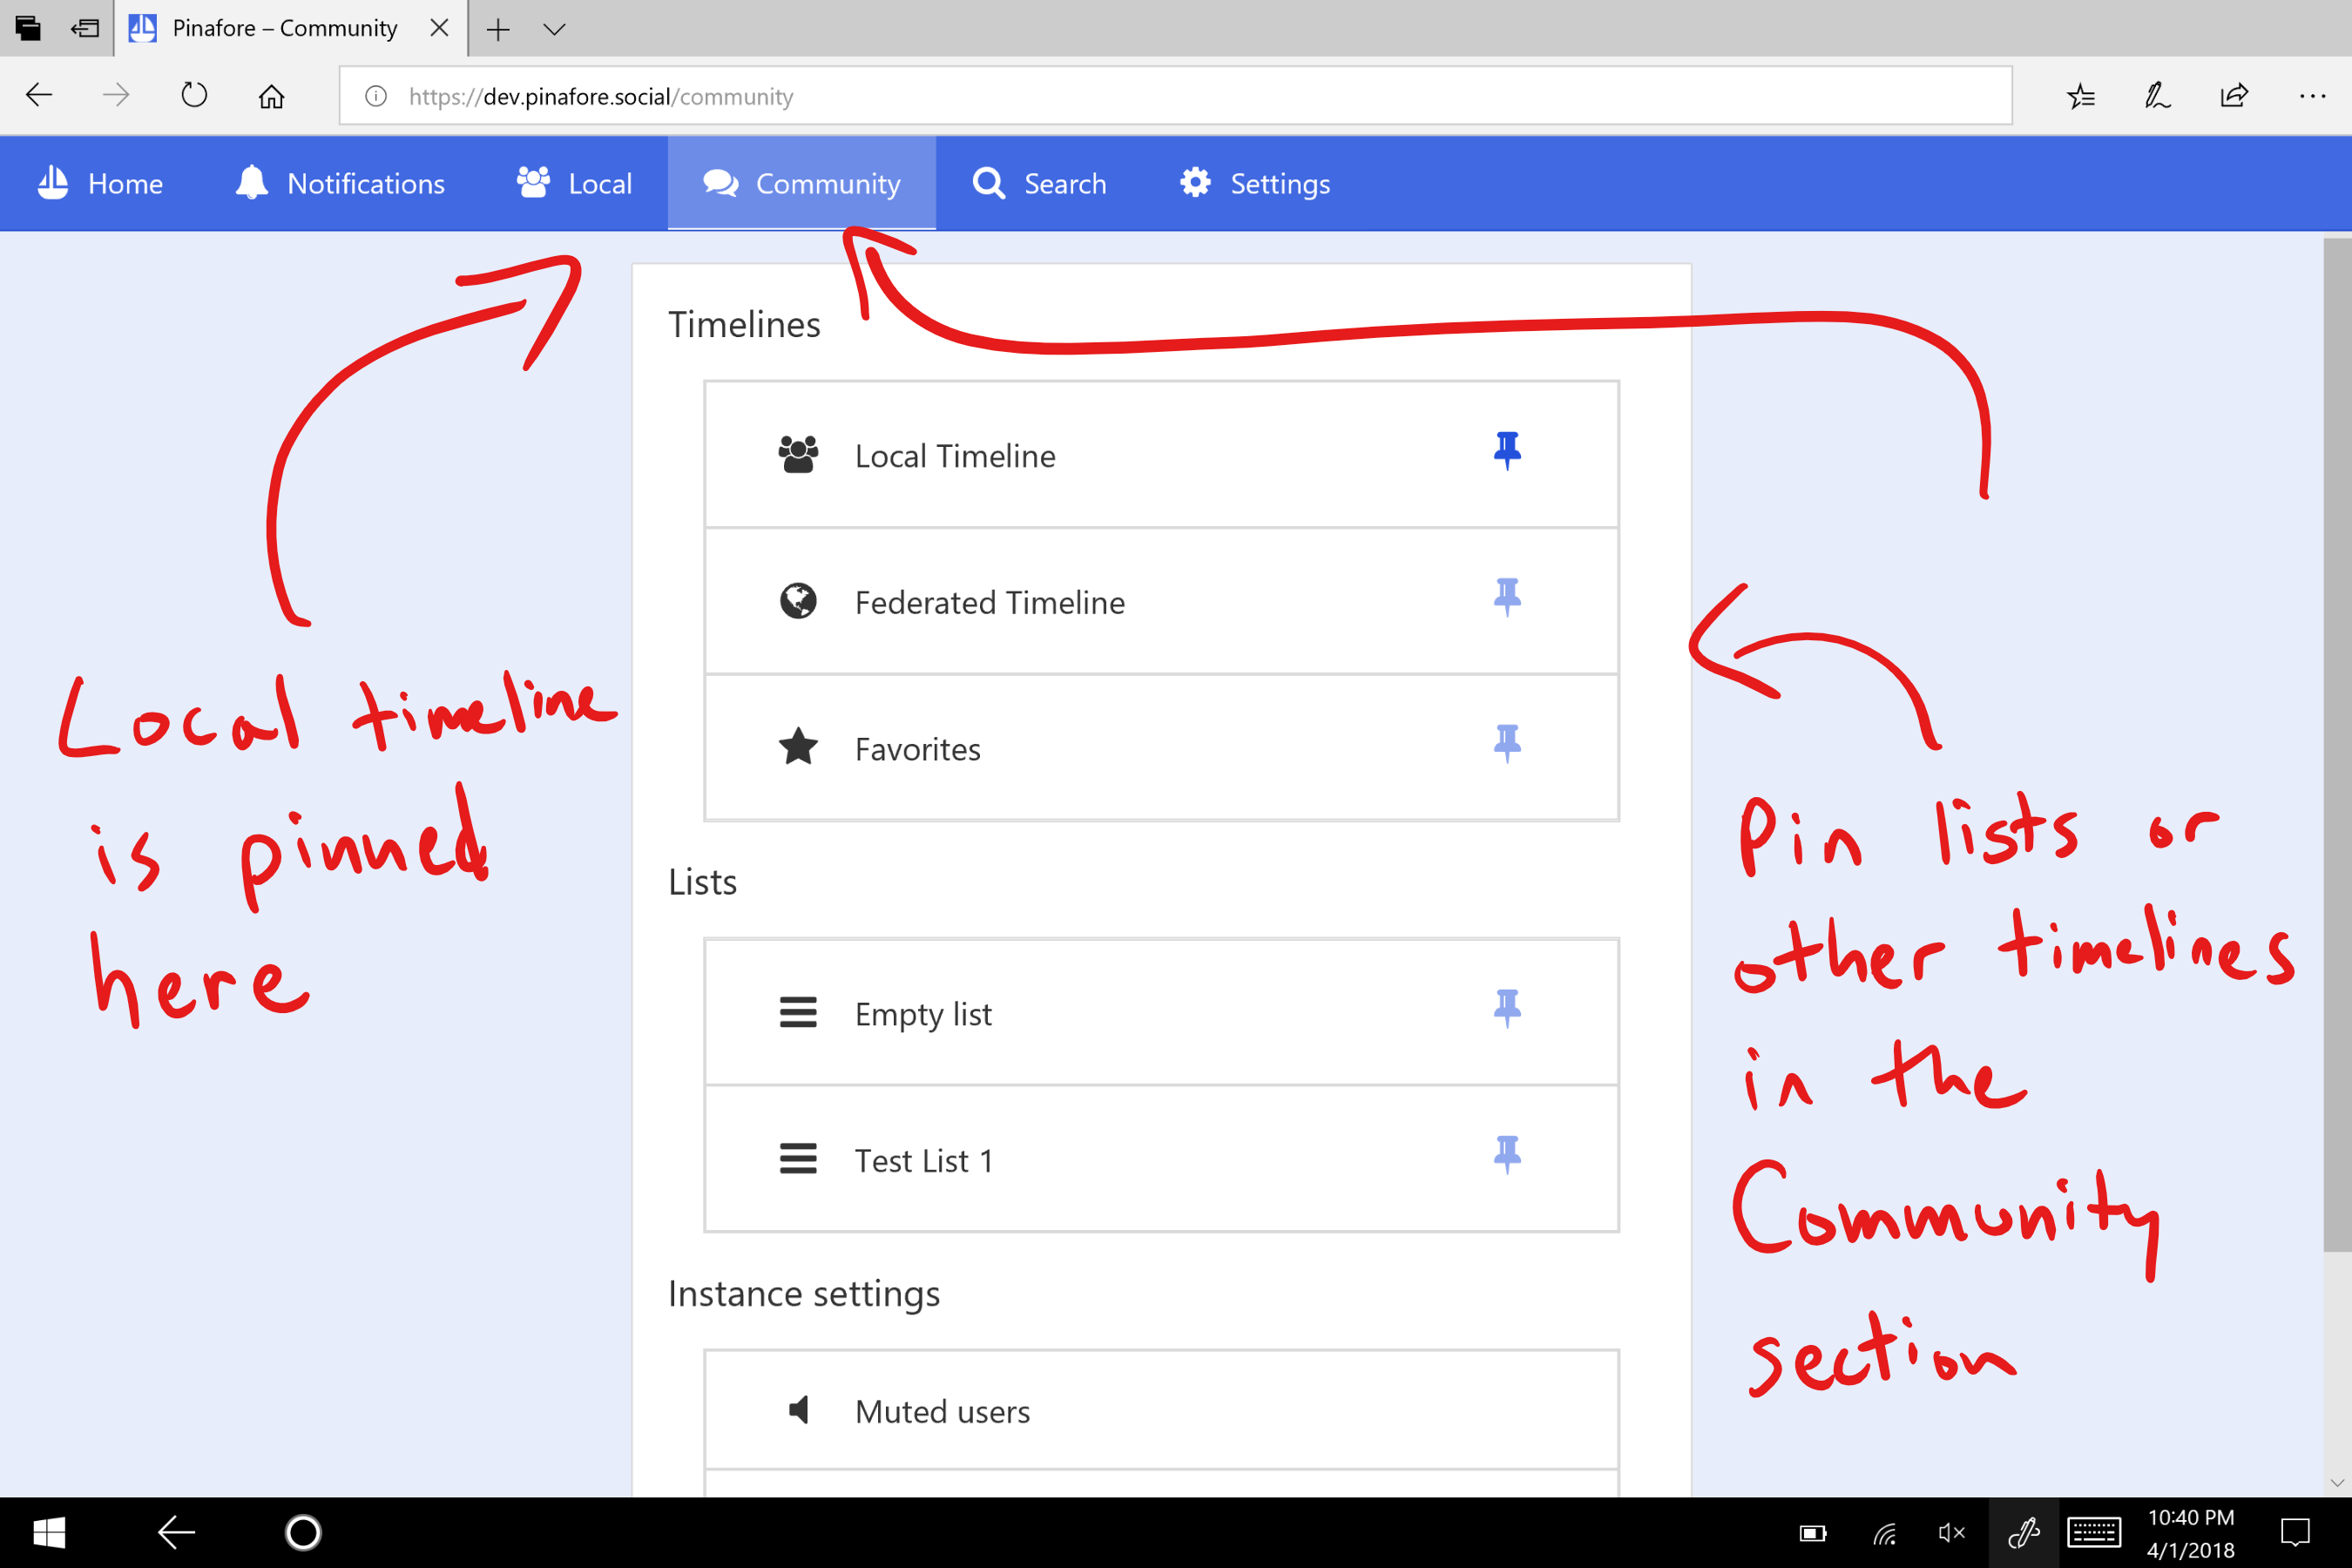 Pinafore – Community
https://dev.pinafore.social/community
Home Notifications Local Community Search Settings
Timelines
Local Timeline
Federated Timeline
Favorites
Lists
Empty list
Test List 1
Instance settings
Muted users
Local timeline
is pinned
here
Pin lists or
other timelines
in the
Community
section
10:40 PM
4/1/2018